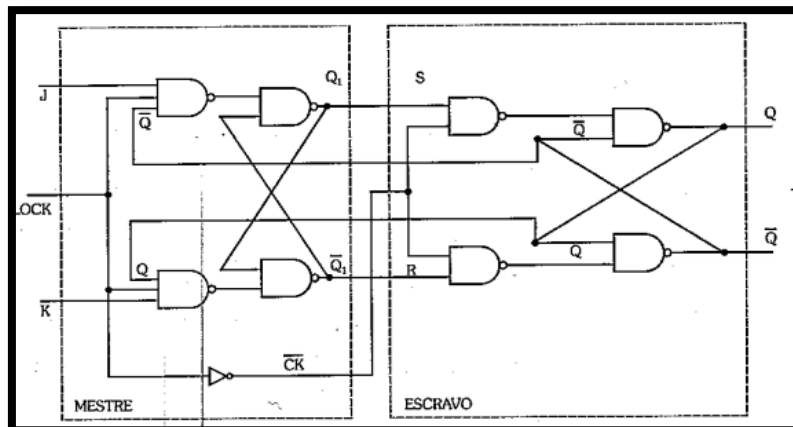 Q₁ S
J
Q̅ Q̅ Q
LOCK
Q Q̅₁ R Q Q̅
K
C̅K̅
MESTRE ESCRAVO